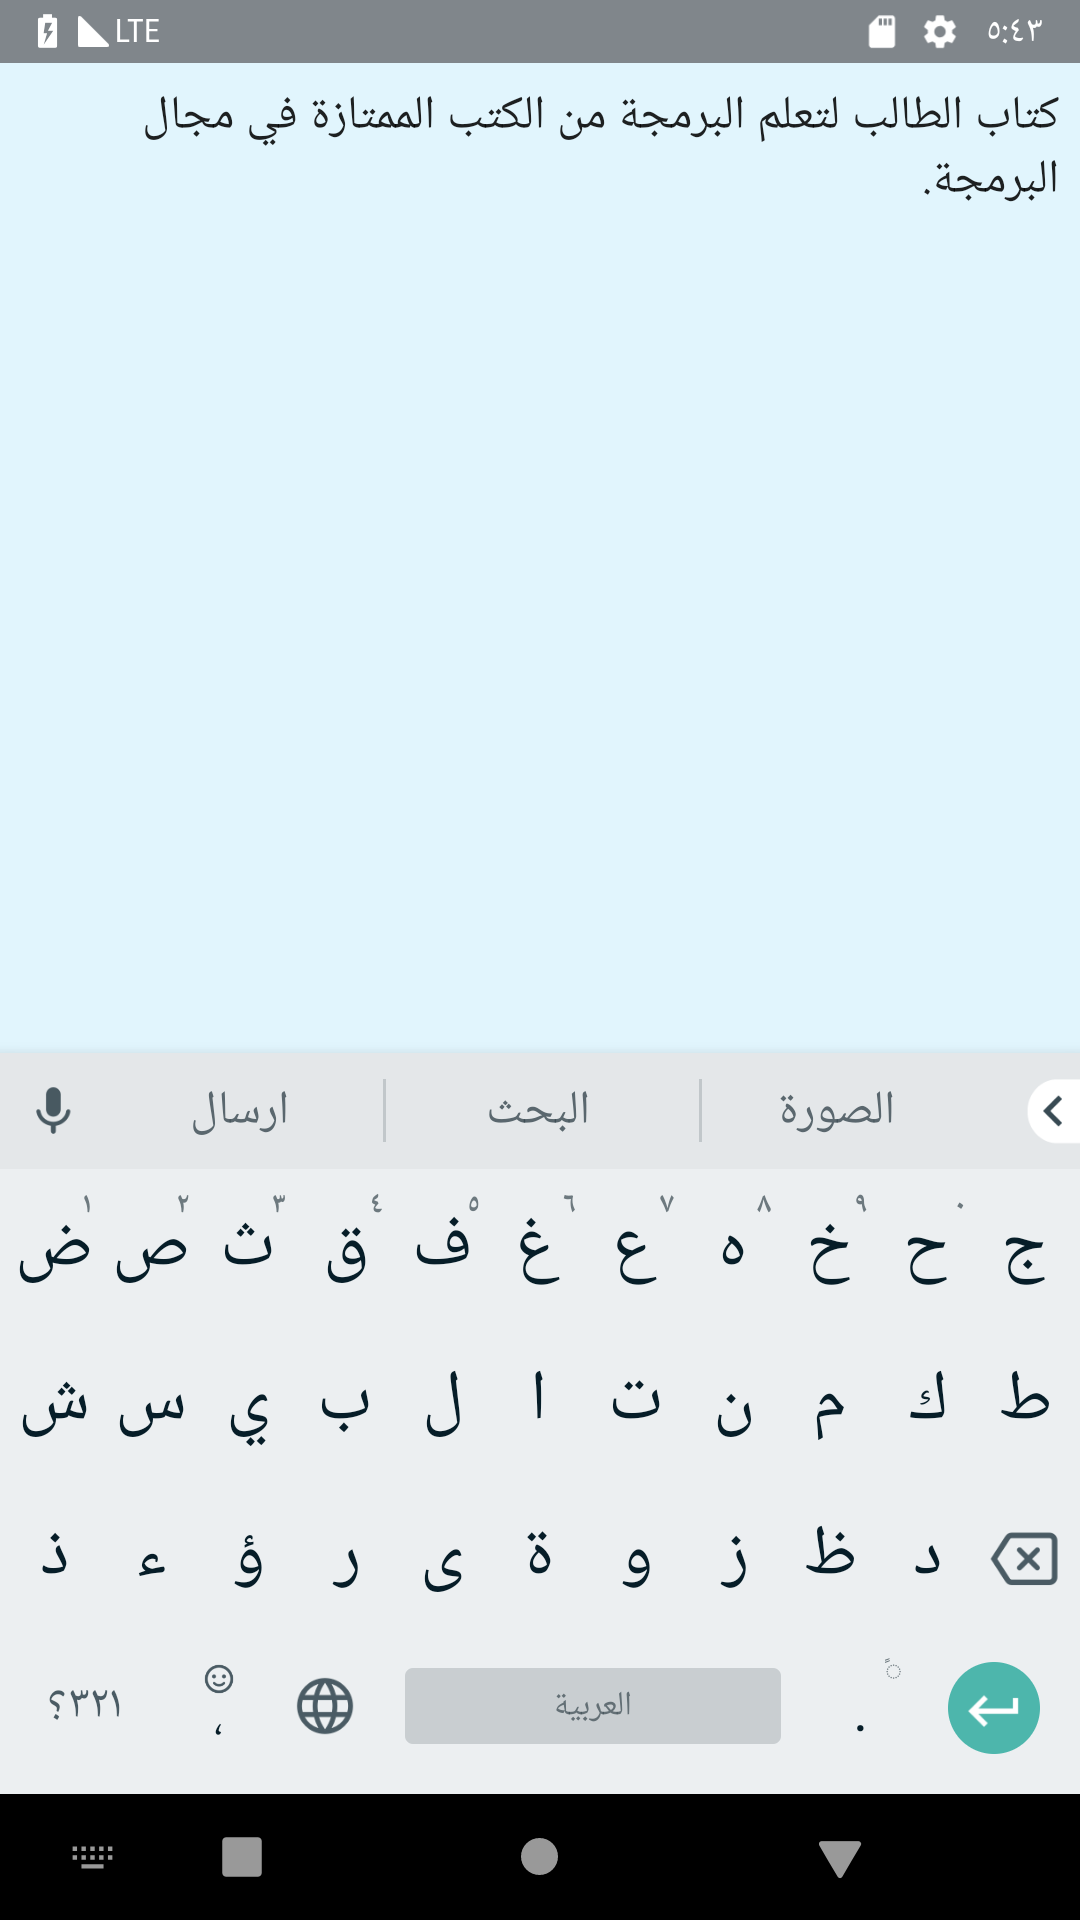 LTE ٥:٤٣
كتاب الطالب لتعلم البرمجة من الكتب الممتازة في مجال
البرمجة.
الصورة البحث ارسال
١ ٢ ٣ ٤ ٥ ٦ ٧ ٨ ٩ ٠
ض ص ث ق ف غ ع ه خ ح ج
ش س ي ب ل ا ت ن م ك ط
ذ ء ؤ ر ى ة و ز ظ د
؟٣٢١ ، العربية .